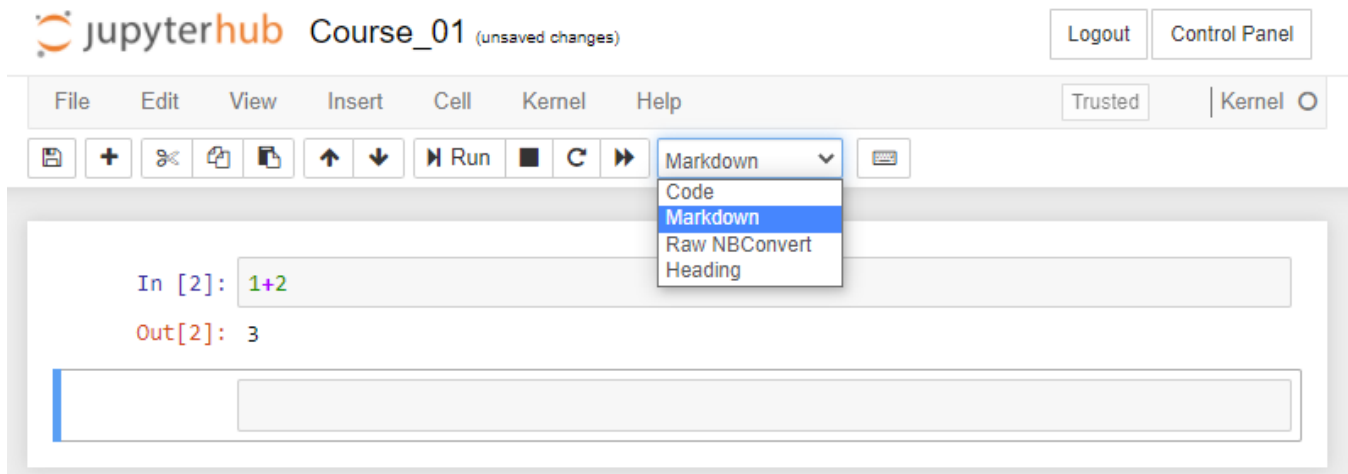 jupyterhub Course_01 (unsaved changes) Logout Control Panel
File Edit View Insert Cell Kernel Help Trusted Kernel
Run Markdown
Code
Markdown
Raw NBConvert
Heading
In [2]: 1+2
Out[2]: 3